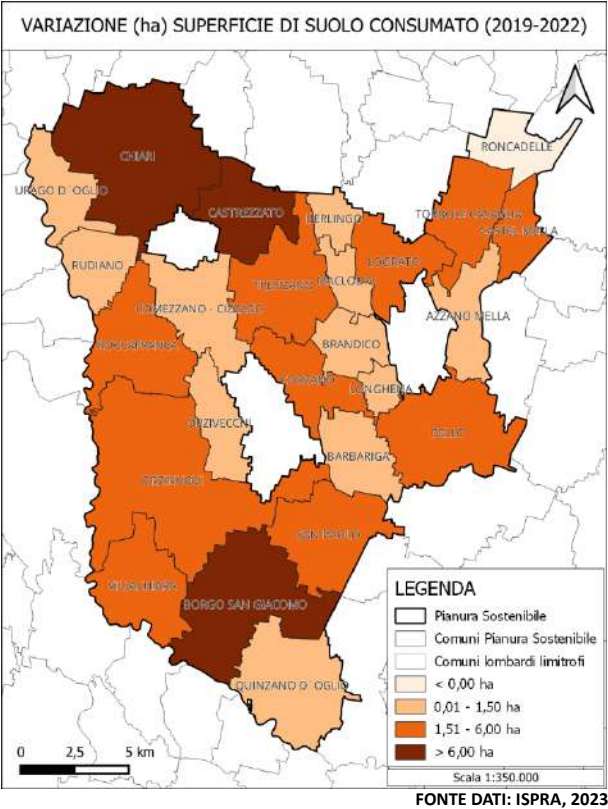 VARIAZIONE (ha) SUPERFICIE DI SUOLO CONSUMATO (2019-2022)
RONCADELLE
CHIARI
URAGO D´OGLIO
CASTREZZATO
BERLINGO
TORBOLE CASAGLIA
CASTEL MELLA
RUDIANO
LOGRATO
TRENZANO
MACLODIO
COMEZZANO - CIZZAGO
AZZANO MELLA
ROCCAFRANCA
BRANDICO
CORZANO
LONGHENA
ORZIVECCHI
DELLO
BARBARIGA
ORZINUOVI
SAN PAOLO
VILLACHIARA
BORGO SAN GIACOMO
QUINZANO D´OGLIO
LEGENDA
Pianura Sostenibile
Comuni Pianura Sostenibile
Comuni lombardi limitrofi
< 0,00 ha
0,01 - 1,50 ha
1,51 - 6,00 ha
> 6,00 ha
0 2,5 5 km
Scala 1:350.000
FONTE DATI: ISPRA, 2023